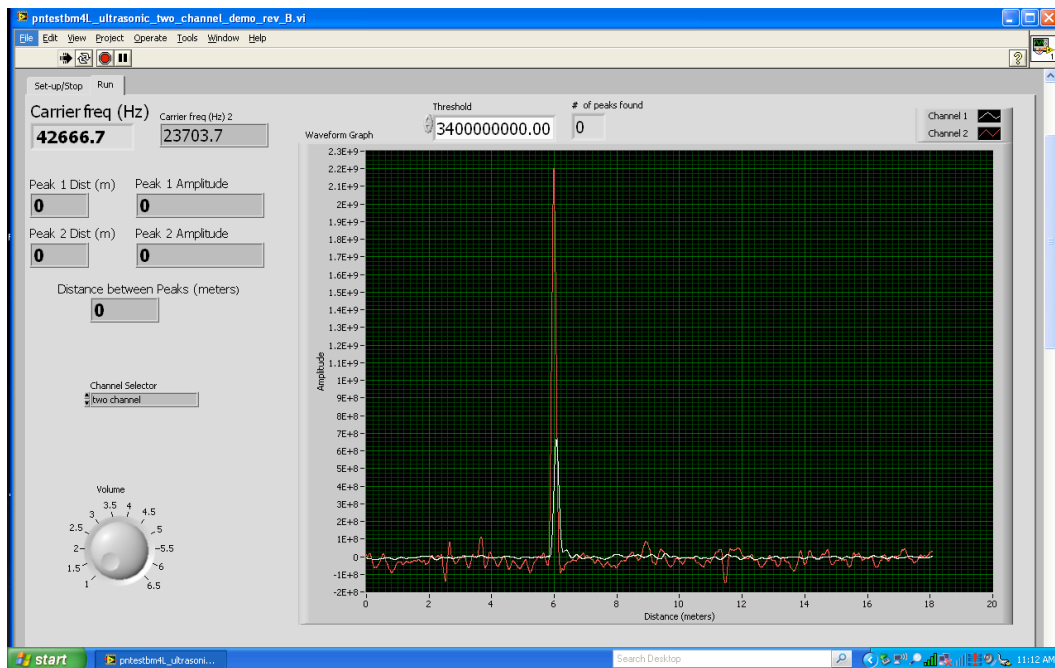 pntestbm4L_ultrasonic_two_channel_demo_rev_B.vi
File Edit View Project Operate Tools Window Help
Set-up/Stop Run
Carrier freq (Hz)
42666.7
Carrier freq (Hz) 2
23703.7
Threshold
3400000000.00
# of peaks found
0
Channel 1
Channel 2
Peak 1 Dist (m)
0
Peak 1 Amplitude
0
Peak 2 Dist (m)
0
Peak 2 Amplitude
0
Distance between Peaks (meters)
0
Channel Selector
two channel
Volume
1
1.5
2
2.5
3
3.5
4
4.5
5
5.5
6
6.5
Waveform Graph
Amplitude
2.3E+9
2.2E+9
2.1E+9
2E+9
1.9E+9
1.8E+9
1.7E+9
1.6E+9
1.5E+9
1.4E+9
1.3E+9
1.2E+9
1.1E+9
1E+9
9E+8
8E+8
7E+8
6E+8
5E+8
4E+8
3E+8
2E+8
1E+8
0
-1E+8
-2E+8
0 2 4 6 8 10 12 14 16 18 20
Distance (meters)
start pntestbm4L_ultrasoni... Search Desktop 11:12 AM